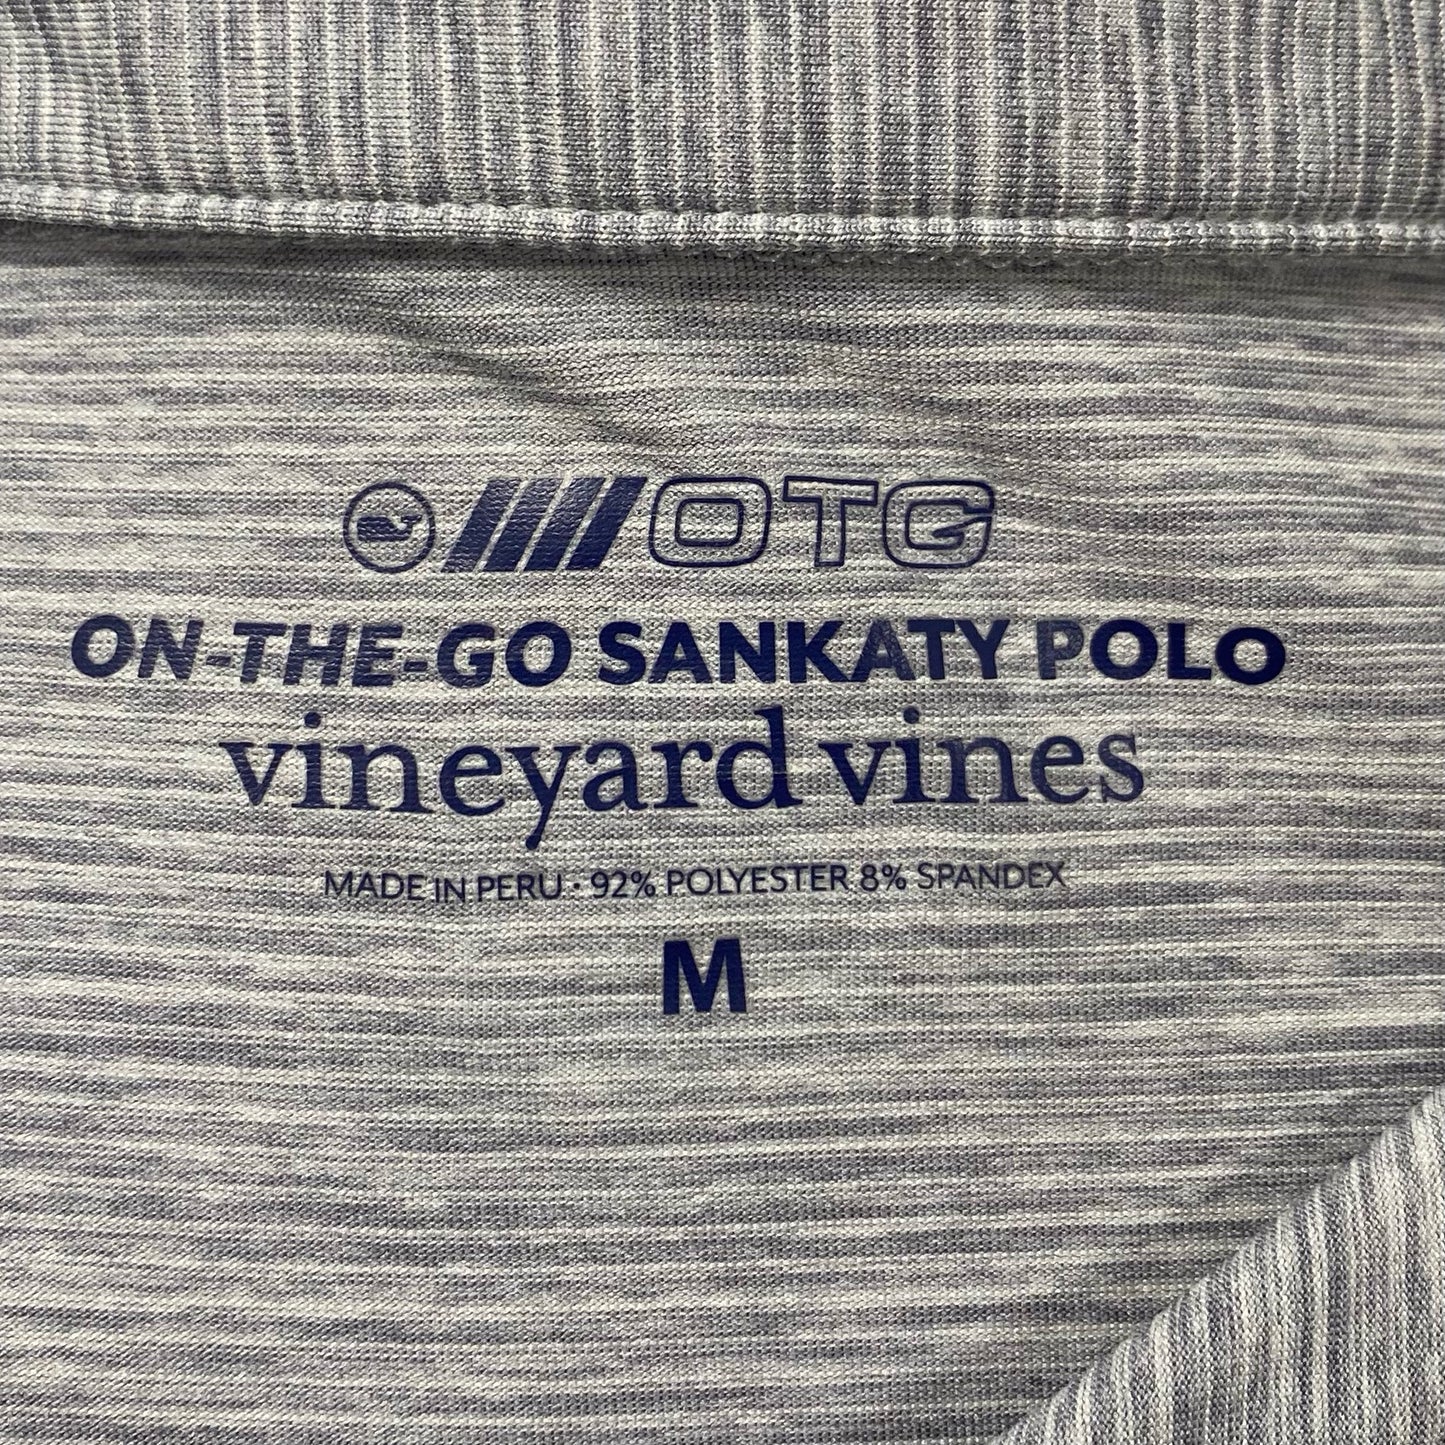 OTG
ON-THE-GO SANKATY POLO
vineyard vines
MADE IN PERU · 92% POLYESTER 8% SPANDEX
M